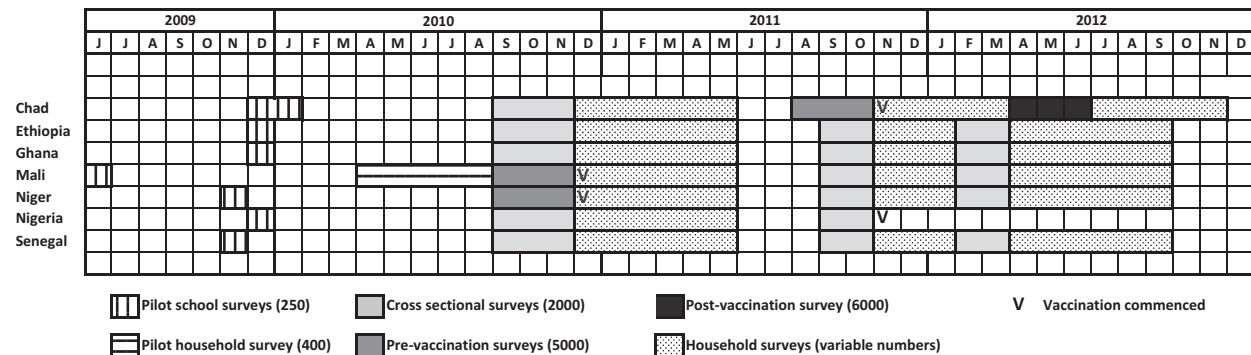 2009 2010 2011 2012
J J A S O N D J F M A M J J A S O N D J F M A M J J A S O N D J F M A M J J A S O N D
Chad V
Ethiopia
Ghana
Mali V
Niger V
Nigeria V
Senegal
Pilot school surveys (250) Cross sectional surveys (2000) Post-vaccination survey (6000) V Vaccination commenced
Pilot household survey (400) Pre-vaccination surveys (5000) Household surveys (variable numbers)